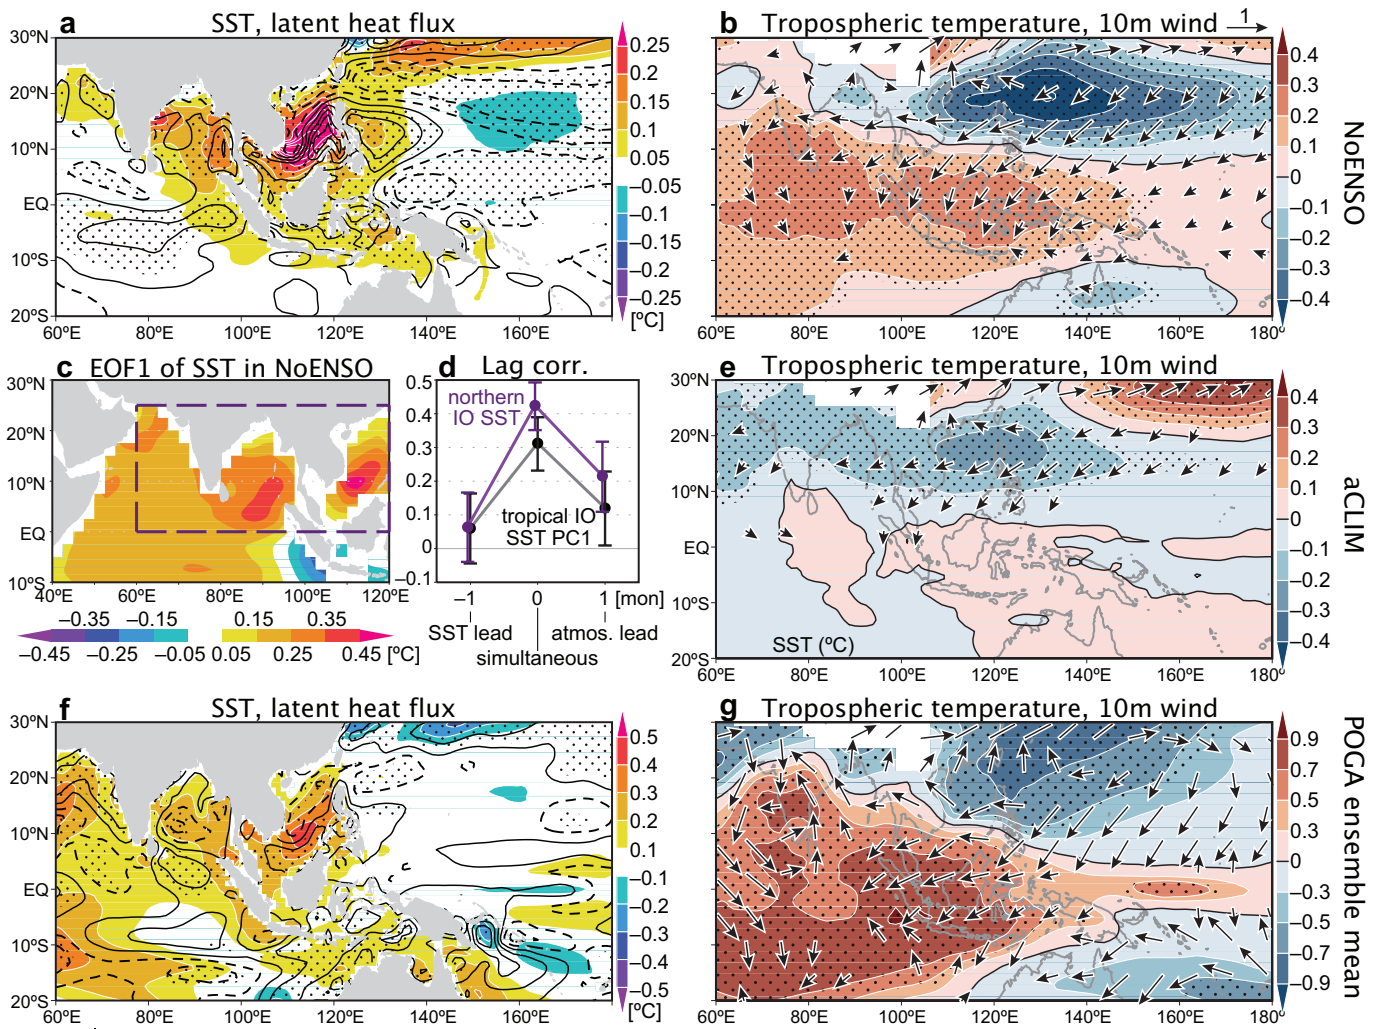 a SST, latent heat flux
30ºN
20ºN
10ºN
EQ
10ºS
20ºS
60ºE 80ºE 100ºE 120ºE 140ºE 160ºE
0.25
0.2
0.15
0.1
0.05
−0.05
−0.1
−0.15
−0.2
−0.25
[ºC]
b Tropospheric temperature, 10m wind 1
30ºN
20ºN
10ºN
EQ
10ºS
20ºS
60ºE 80ºE 100ºE 120ºE 140ºE 160ºE 180º
0.4
0.3
0.2
0.1
0
−0.1
−0.2
−0.3
−0.4
NoENSO
c EOF1 of SST in NoENSO
30ºN
20ºN
10ºN
EQ
10ºS
40ºE 60ºE 80ºE 100ºE 120ºE
−0.35 −0.15 0.15 0.35
−0.45 −0.25 −0.05 0.05 0.25 0.45 [ºC]
d Lag corr.
0.5
0.4
0.3
0.2
0.1
0
−0.1
northern
IO SST
tropical IO
SST PC1
−1 0 1 [mon]
SST lead atmos. lead
simultaneous
e Tropospheric temperature, 10m wind
30ºN
20ºN
10ºN
EQ
10ºS
20ºS
SST (ºC)
60ºE 80ºE 100ºE 120ºE 140ºE 160ºE 180º
0.4
0.3
0.2
0.1
0
−0.1
−0.2
−0.3
−0.4
aCLIM
f SST, latent heat flux
30ºN
20ºN
10ºN
EQ
10ºS
20ºS
60ºE 80ºE 100ºE 120ºE 140ºE 160ºE
0.5
0.4
0.3
0.2
0.1
−0.1
−0.2
−0.3
−0.4
−0.5
[ºC]
g Tropospheric temperature, 10m wind
30ºN
20ºN
10ºN
EQ
10ºS
20ºS
60ºE 80ºE 100ºE 120ºE 140ºE 160ºE 180º
0.9
0.7
0.5
0.3
0
−0.3
−0.5
−0.7
−0.9
POGA ensemble mean